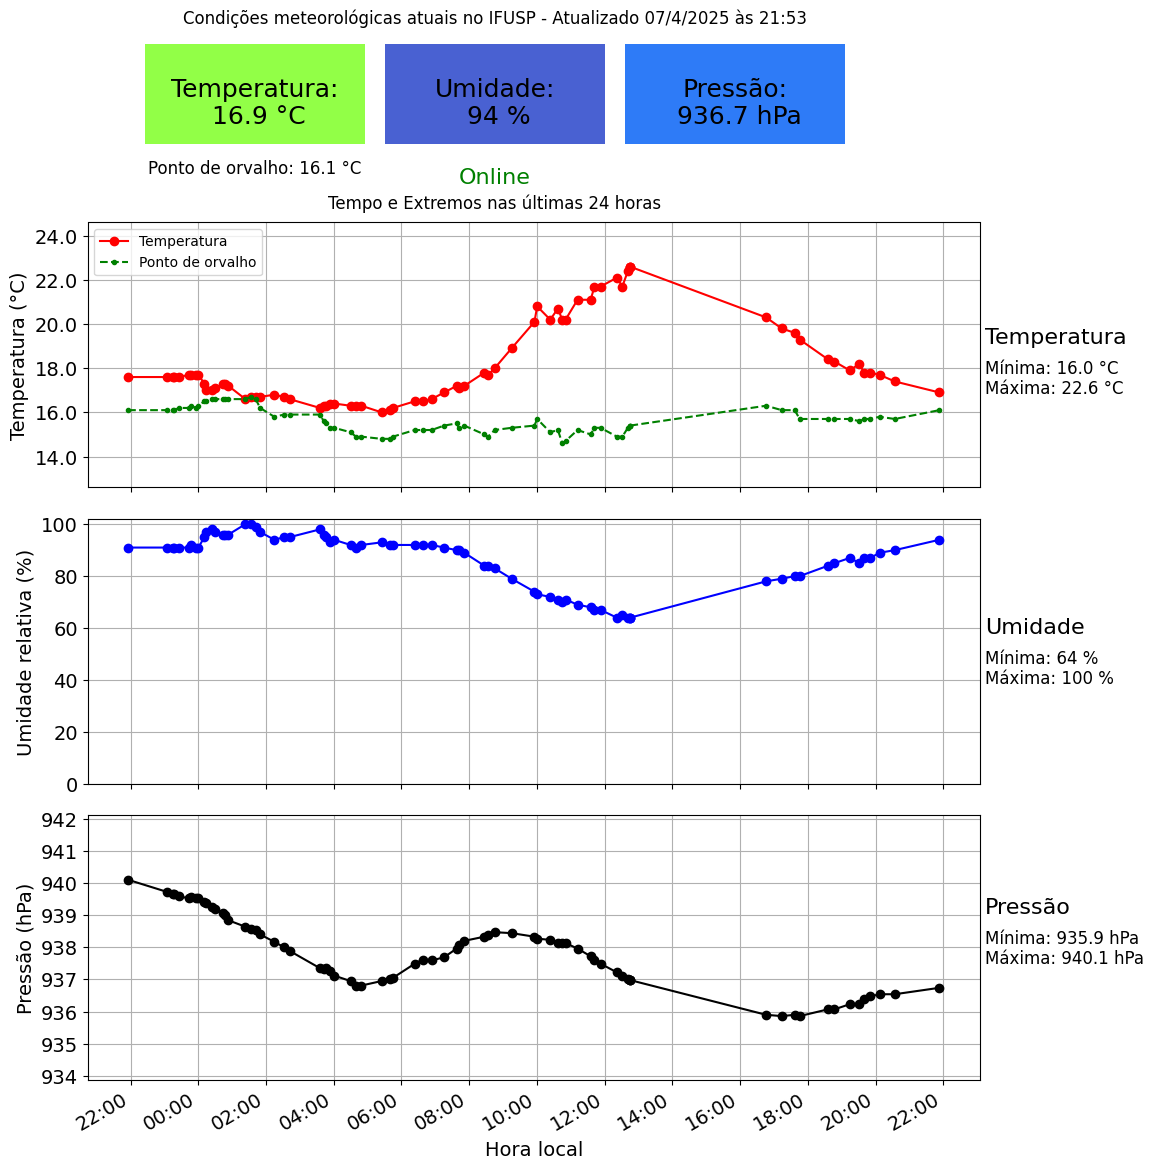 Condições meteorológicas atuais no IFUSP - Atualizado 07/4/2025 às 21:53
Temperatura:
16.9 °C
Umidade:
94 %
Pressão:
936.7 hPa
Ponto de orvalho: 16.1 °C
Online
Tempo e Extremos nas últimas 24 horas
Temperatura (°C)
24.0
22.0
20.0
18.0
16.0
14.0
Temperatura
Ponto de orvalho
Temperatura
Mínima: 16.0 °C
Máxima: 22.6 °C
Umidade relativa (%)
100
80
60
40
20
0
Umidade
Mínima: 64 %
Máxima: 100 %
Pressão (hPa)
942
941
940
939
938
937
936
935
934
Pressão
Mínima: 935.9 hPa
Máxima: 940.1 hPa
22:00 00:00 02:00 04:00 06:00 08:00 10:00 12:00 14:00 16:00 18:00 20:00 22:00
Hora local